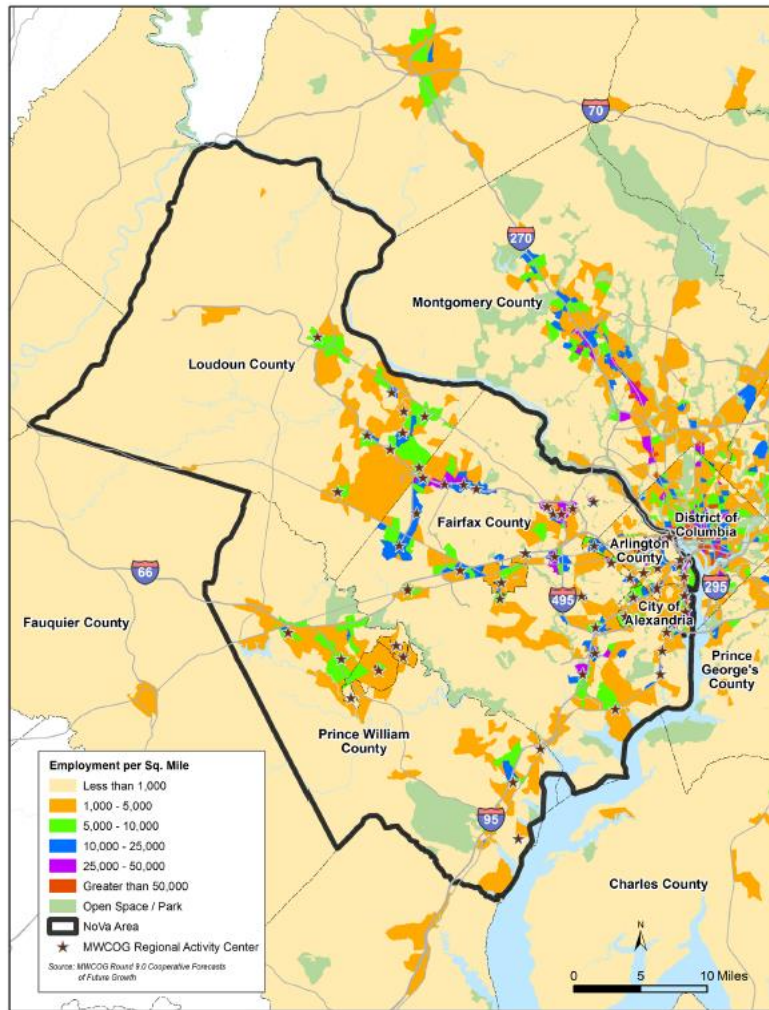 70
270
Montgomery County
Loudoun County
Fairfax County
District of
Columbia
Arlington
County
66
495
295
City of
Alexandria
Fauquier County
Prince
George's
County
Prince William
County
95
Charles County
Employment per Sq. Mile
Less than 1,000
1,000 - 5,000
5,000 - 10,000
10,000 - 25,000
25,000 - 50,000
Greater than 50,000
Open Space / Park
NoVa Area
MWCOG Regional Activity Center
Source: MWCOG Round 9.0 Cooperative Forecasts
of Future Growth
N
0 5 10 Miles